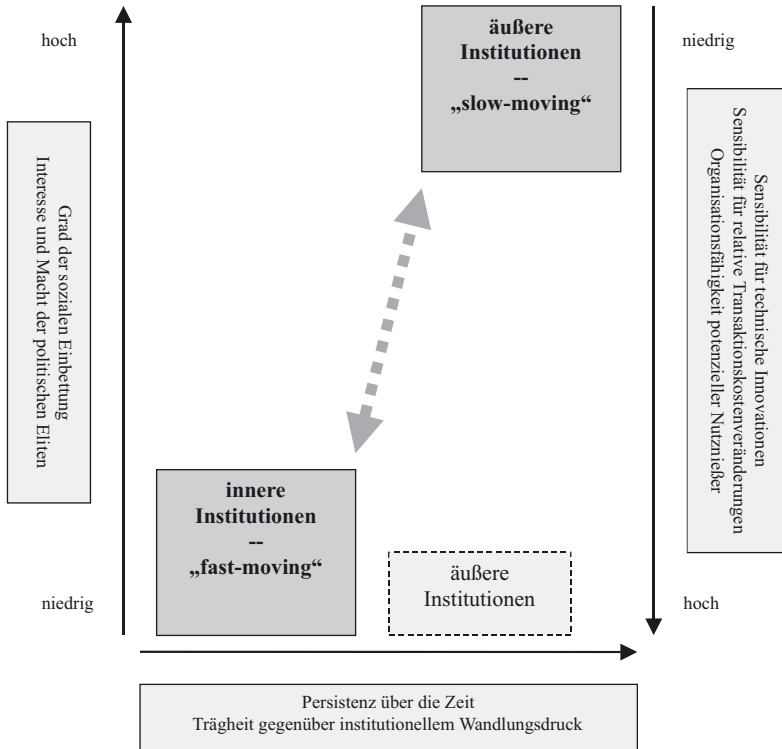 hoch
äußere
Institutionen
--
„slow-moving“
niedrig
Grad der sozialen Einbettung
Interesse und Macht der politischen Eliten
Sensibilität für technische Innovationen
Sensibilität für relative Transaktionskostenveränderungen
Organisationsfähigkeit potenzieller Nutznießer
innere
Institutionen
--
„fast-moving“
äußere
Institutionen
niedrig
hoch
Persistenz über die Zeit
Trägheit gegenüber institutionellem Wandlungsdruck